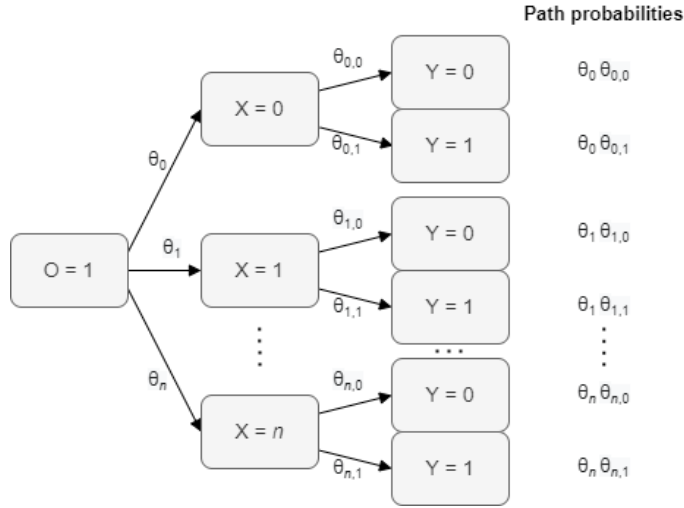 Path probabilities
θ0,0
Y = 0
θ0 θ0,0
X = 0
θ0,1
Y = 1
θ0 θ0,1
θ0
θ1,0
Y = 0
θ1 θ1,0
O = 1
θ1
X = 1
θ1,1
Y = 1
θ1 θ1,1
...
θn
θn,0
Y = 0
θn θn,0
X = n
θn,1
Y = 1
θn θn,1